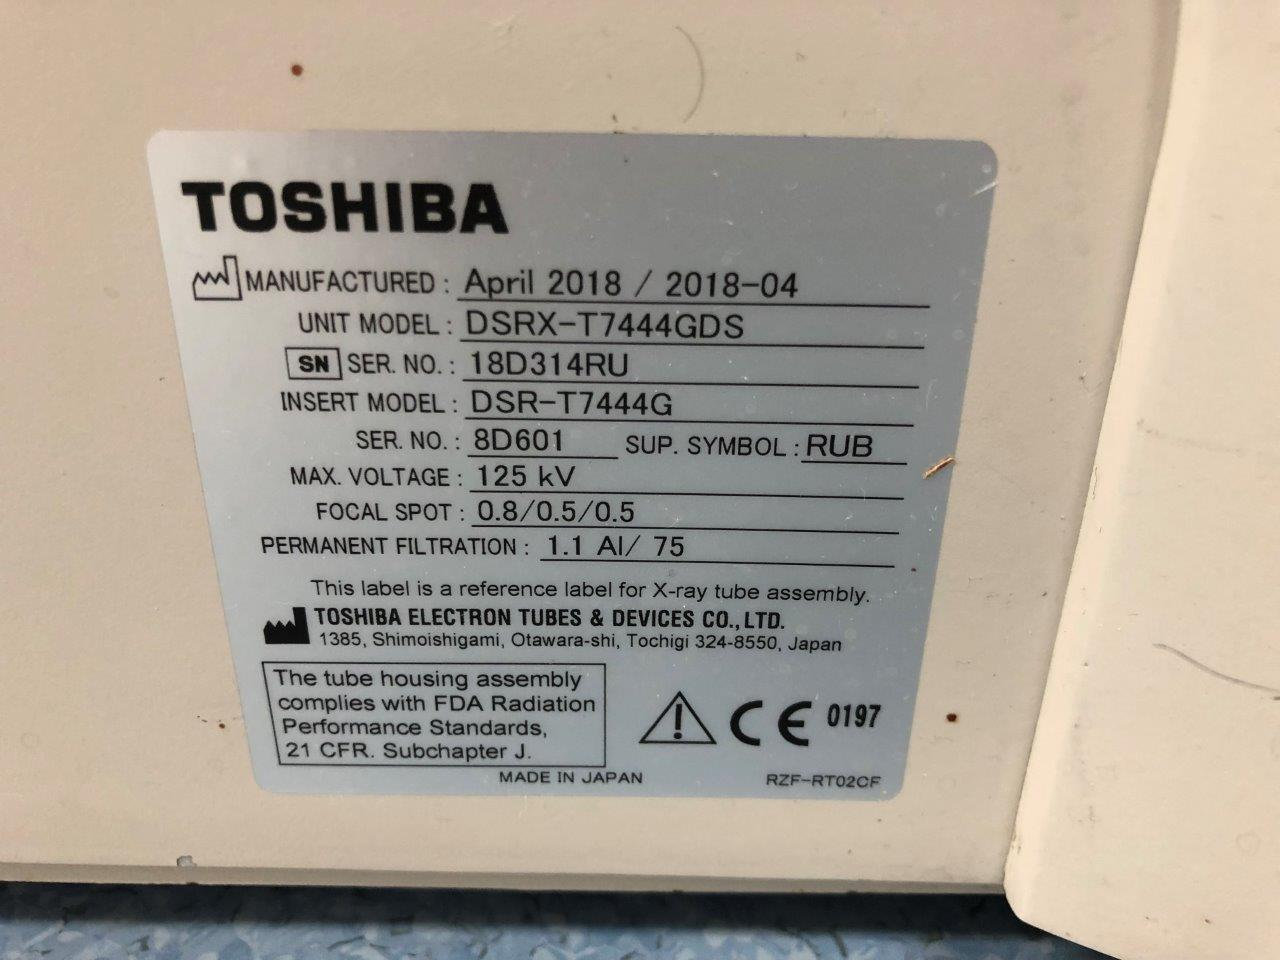 TOSHIBA
MANUFACTURED : April 2018 / 2018-04
UNIT MODEL : DSRX-T7444GDS
SN SER. NO. : 18D314RU
INSERT MODEL : DSR-T7444G
SER. NO. : 8D601 SUP. SYMBOL : RUB
MAX. VOLTAGE : 125 kV
FOCAL SPOT : 0.8/0.5/0.5
PERMANENT FILTRATION : 1.1 Al/ 75
This label is a reference label for X-ray tube assembly.
TOSHIBA ELECTRON TUBES & DEVICES CO., LTD.
1385, Shimoishigami, Otawara-shi, Tochigi 324-8550, Japan
The tube housing assembly
complies with FDA Radiation
Performance Standards,
21 CFR. Subchapter J.
CE 0197
MADE IN JAPAN
RZF-RT02CF